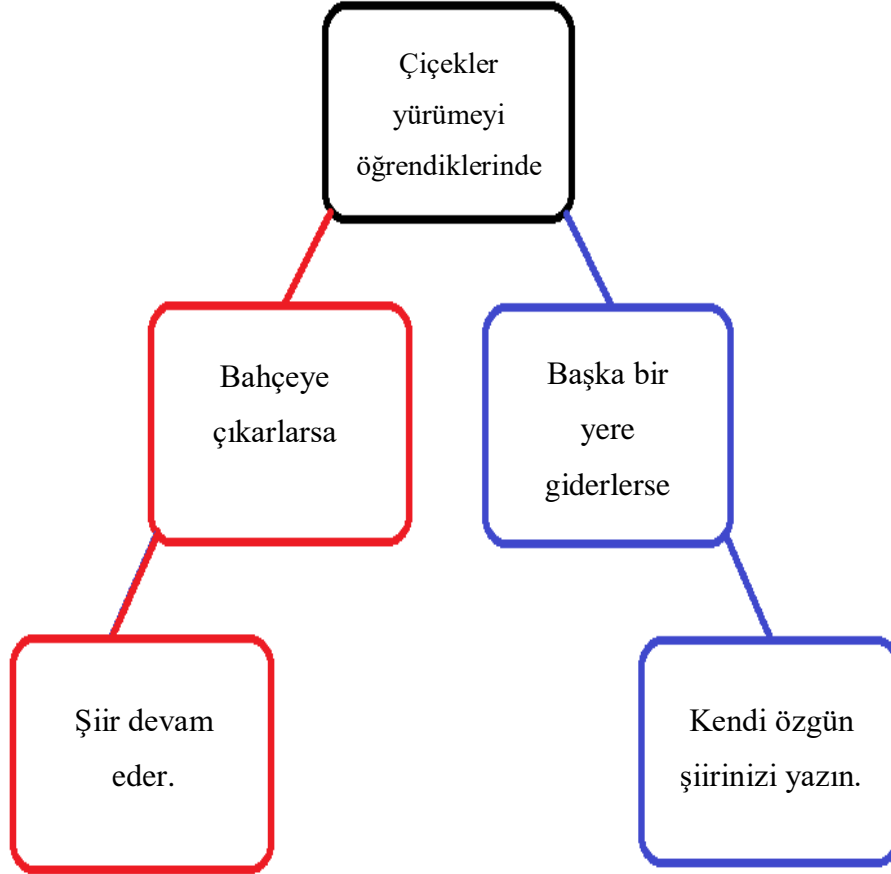 Çiçekler
yürümeyi
öğrendiklerinde
Bahçeye
çıkarlarsa
Başka bir
yere
giderlerse
Şiir devam
eder.
Kendi özgün
şiirinizi yazın.